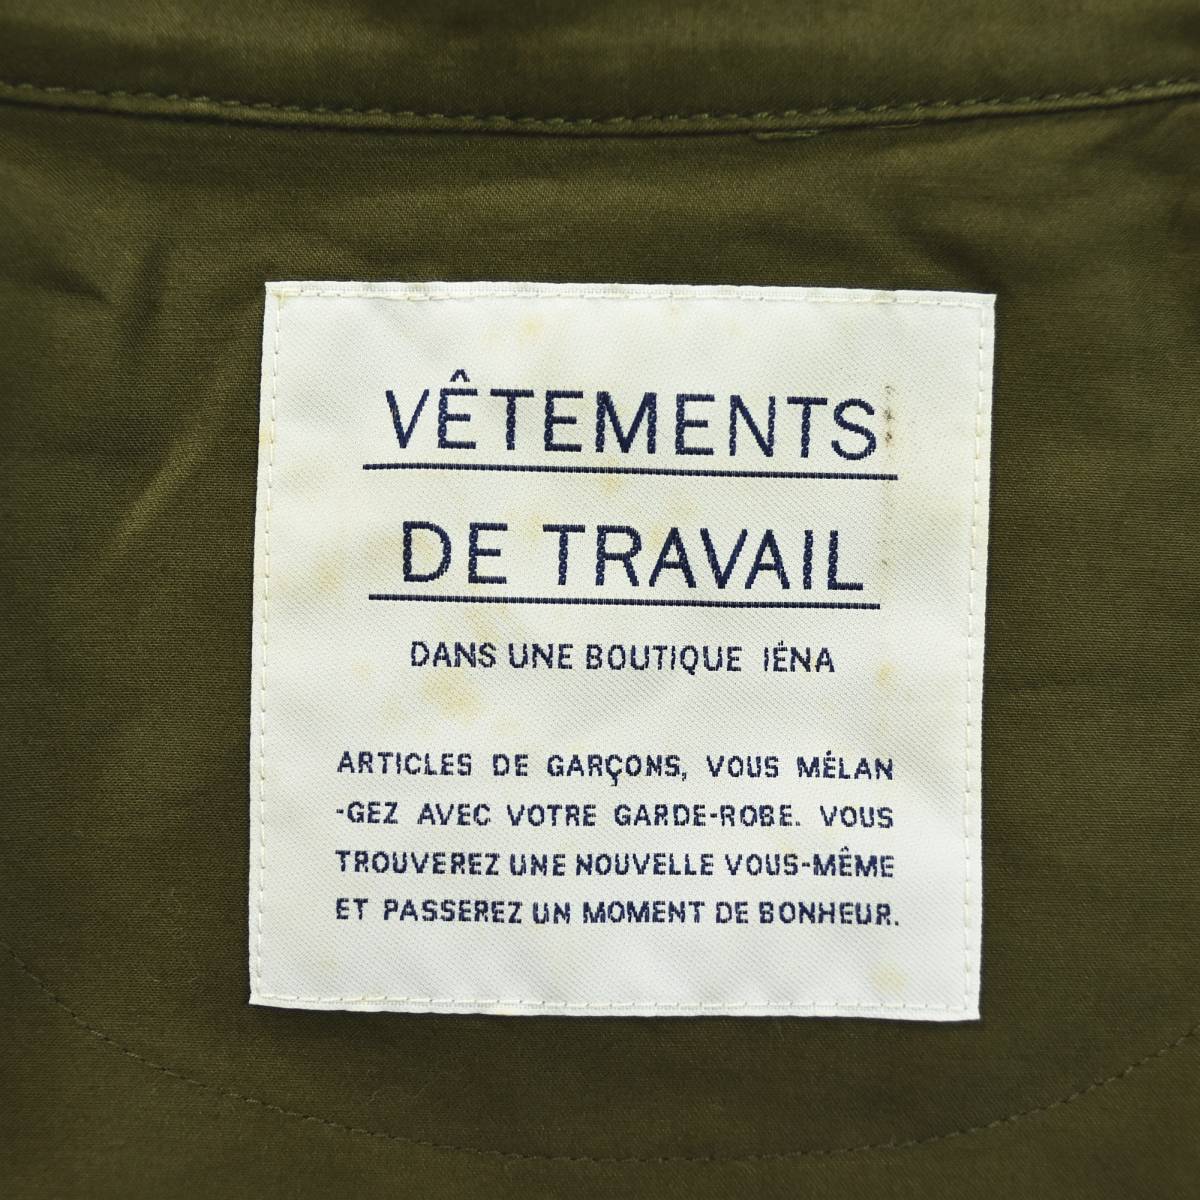 VÊTEMENTS
DE TRAVAIL
DANS UNE BOUTIQUE IÉNA
ARTICLES DE GARÇONS, VOUS MÉLAN
-GEZ AVEC VOTRE GARDE-ROBE. VOUS
TROUVEREZ UNE NOUVELLE VOUS-MÊME
ET PASSEREZ UN MOMENT DE BONHEUR.